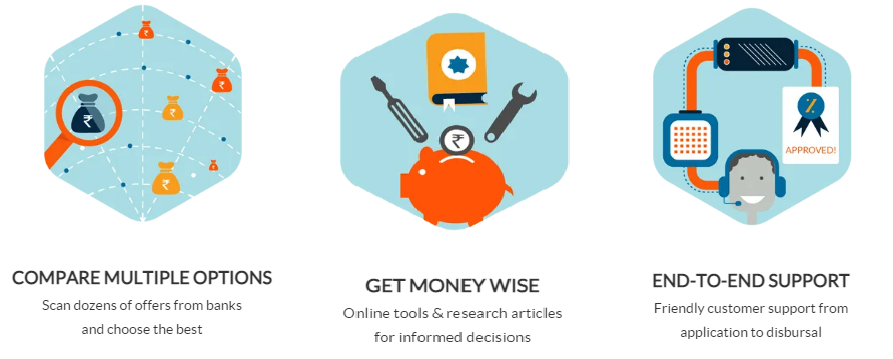 ₹
₹
₹
₹
₹
₹
COMPARE MULTIPLE OPTIONS
Scan dozens of offers from banks
and choose the best
₹
GET MONEY WISE
Online tools & research articles
for informed decisions
APPROVED!
END-TO-END SUPPORT
Friendly customer support from
application to disbursal